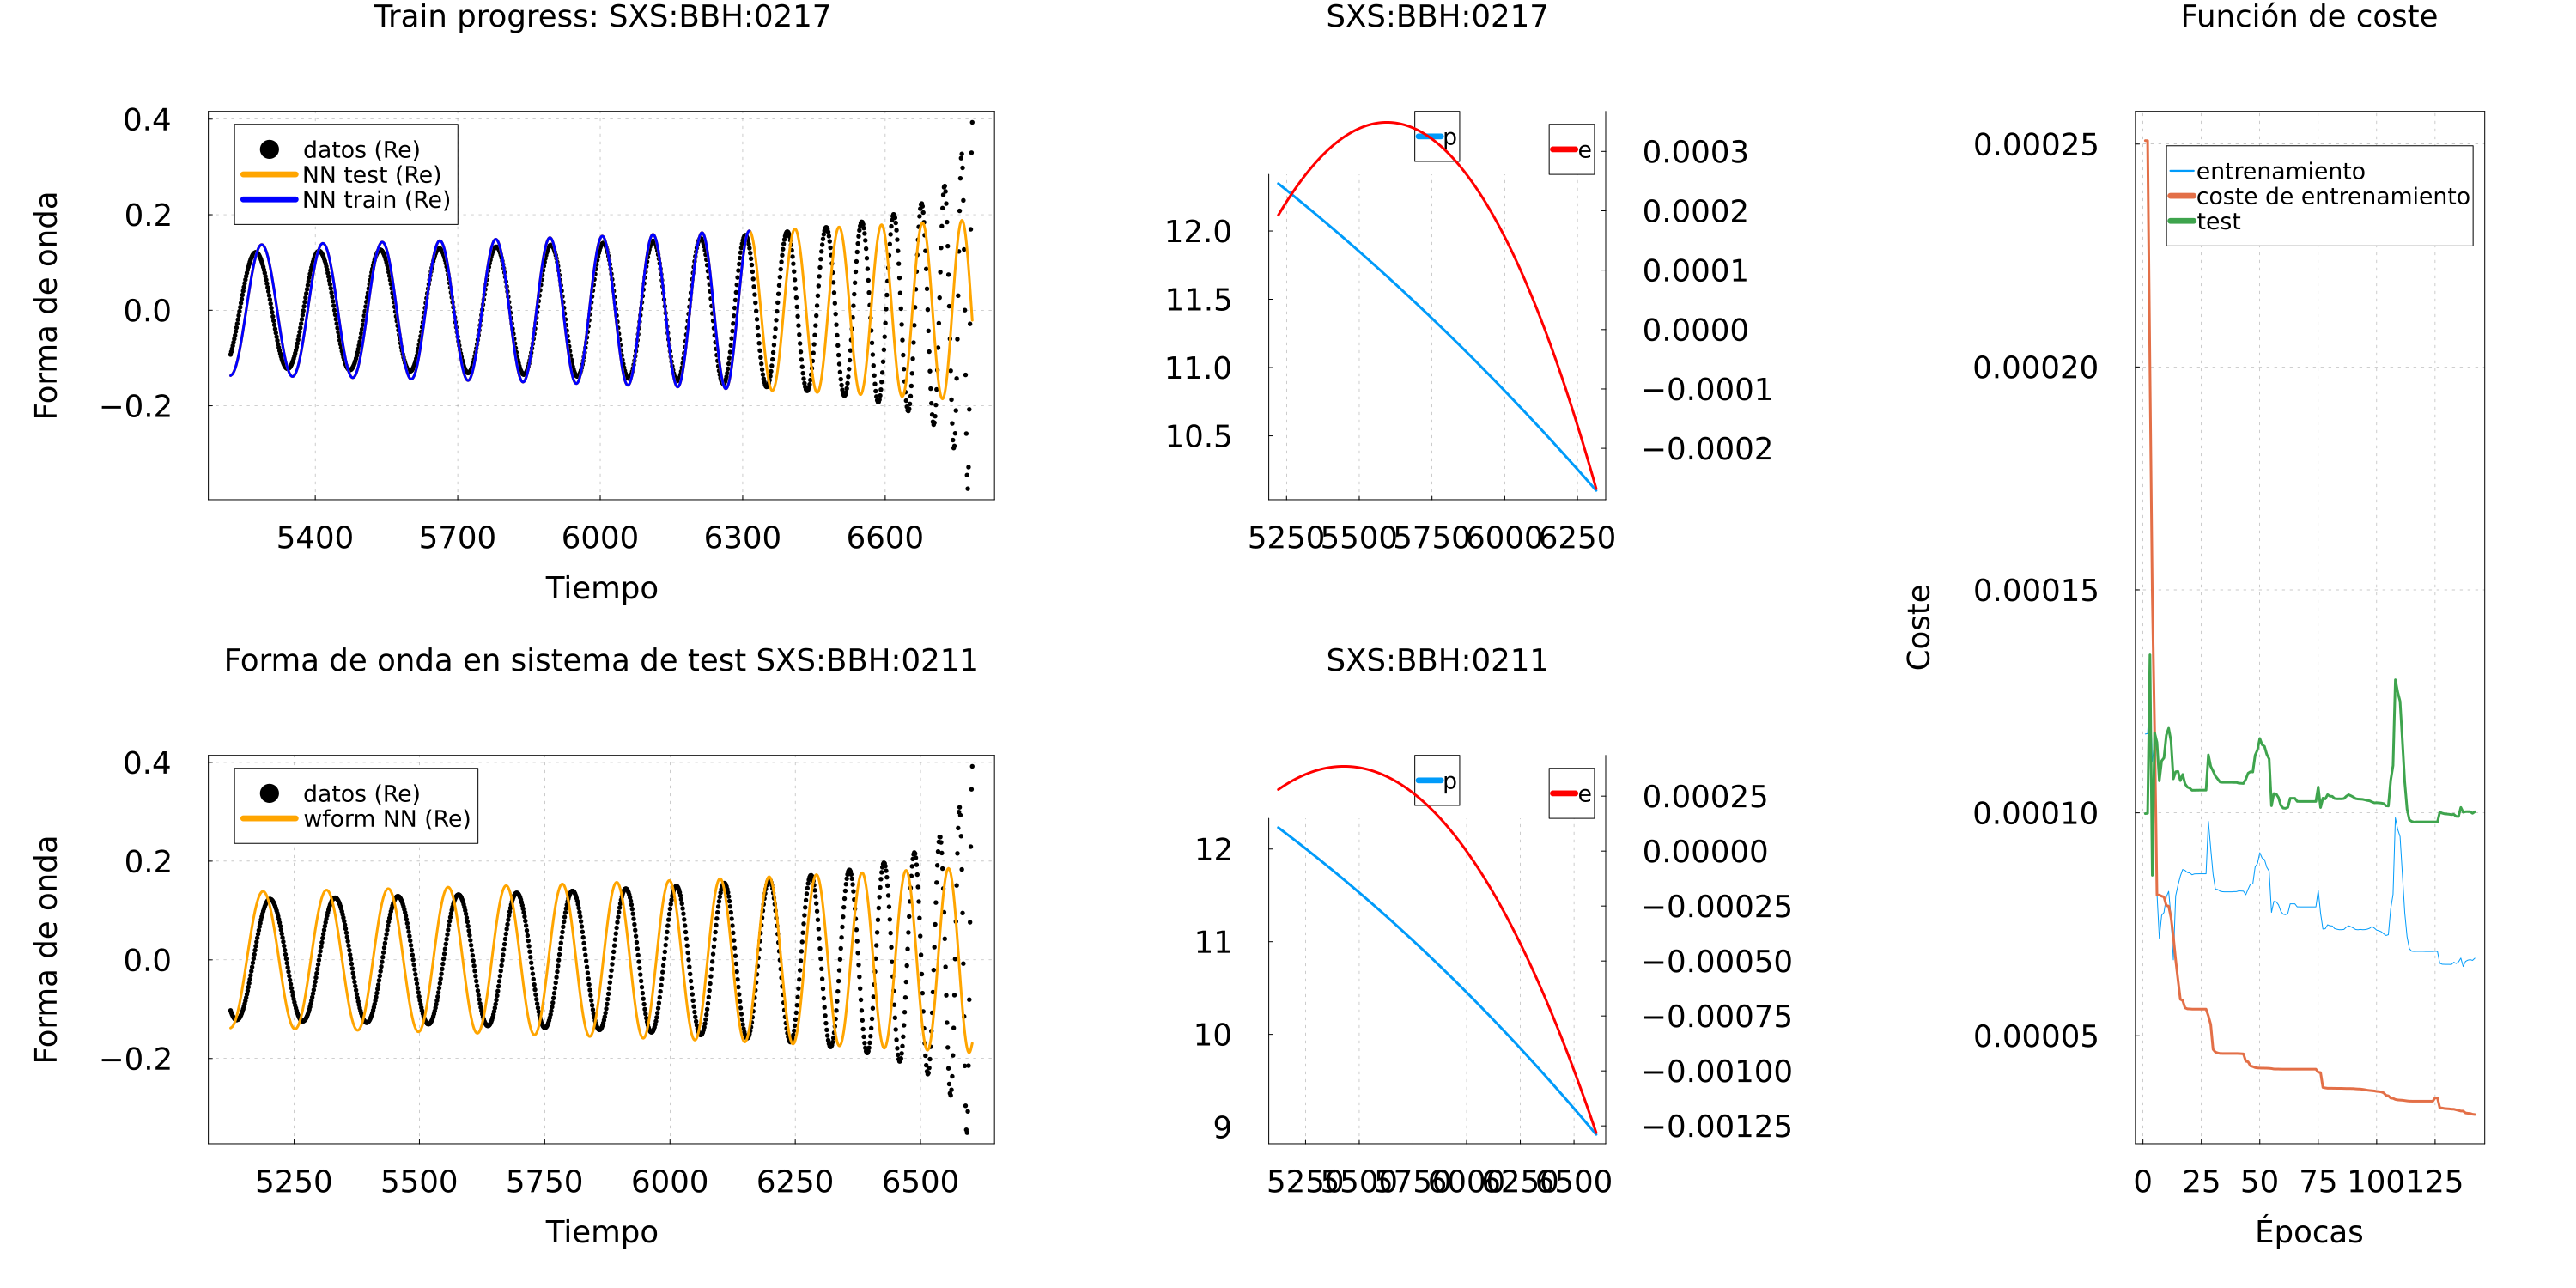 Train progress: SXS:BBH:0217
0.4
0.2
0.0
−0.2
Forma de onda
datos (Re)
NN test (Re)
NN train (Re)
5400 5700 6000 6300 6600
Tiempo
SXS:BBH:0217
12.0
11.5
11.0
10.5
p
e
0.0003
0.0002
0.0001
0.0000
−0.0001
−0.0002
5250 5500 5750 6000 6250
Forma de onda en sistema de test SXS:BBH:0211
0.4
0.2
0.0
−0.2
Forma de onda
datos (Re)
wform NN (Re)
5250 5500 5750 6000 6250 6500
Tiempo
SXS:BBH:0211
12
11
10
9
p
e
0.00025
0.00000
−0.00025
−0.00050
−0.00075
−0.00100
−0.00125
5250 5500 5750 6000 6250 6500
Función de coste
0.00025
0.00020
0.00015
0.00010
0.00005
Coste
entrenamiento
coste de entrenamiento
test
0 25 50 75 100 125
Épocas